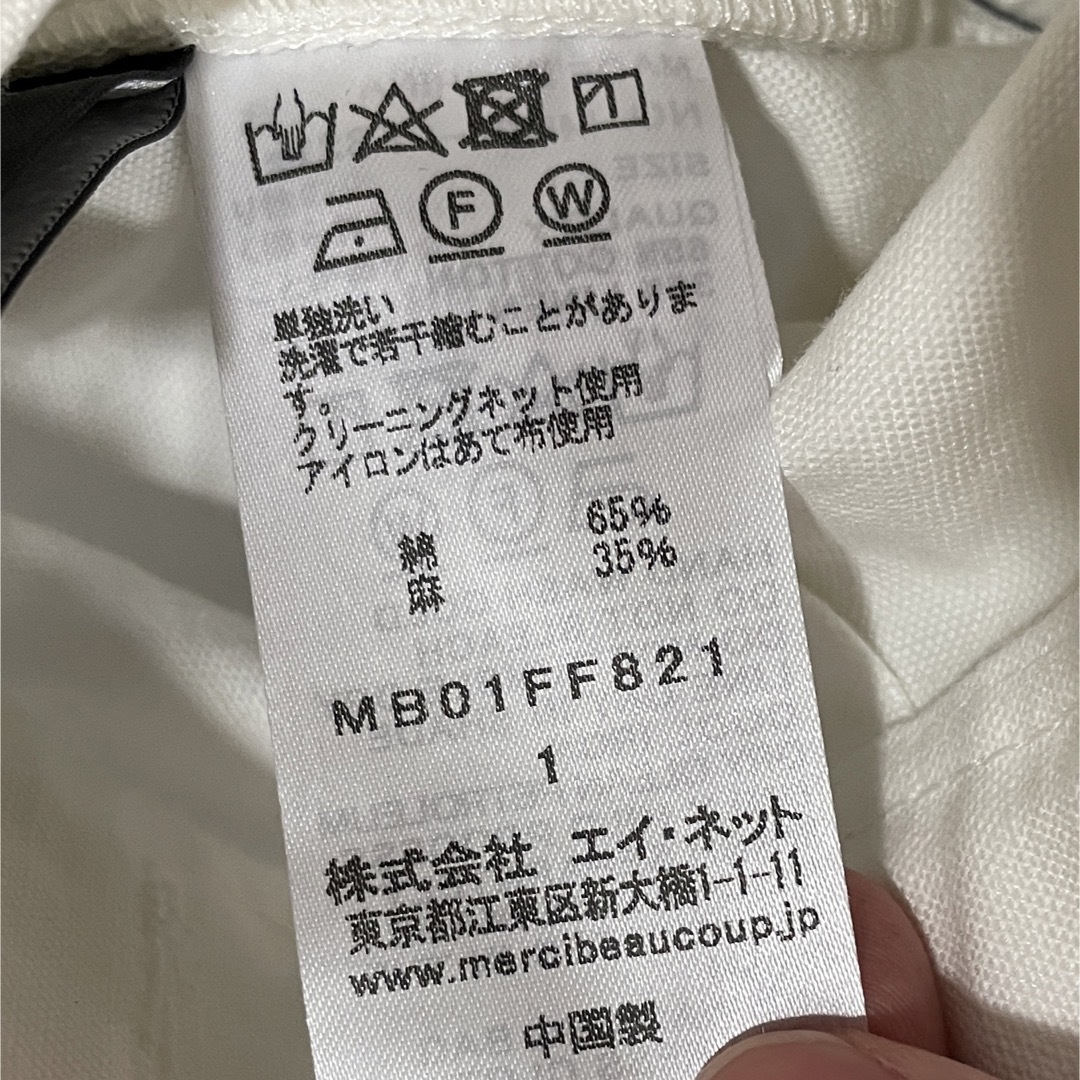 F W
単独洗い
洗濯で若干縮むことがありま
す。
クリーニングネット使用
アイロンはあて布使用
綿 65%
麻 35%
MB01FF821
1
株式会社 エイ・ネット
東京都江東区新大橋1-1-11
www.mercibeaucoup.jp
中国製